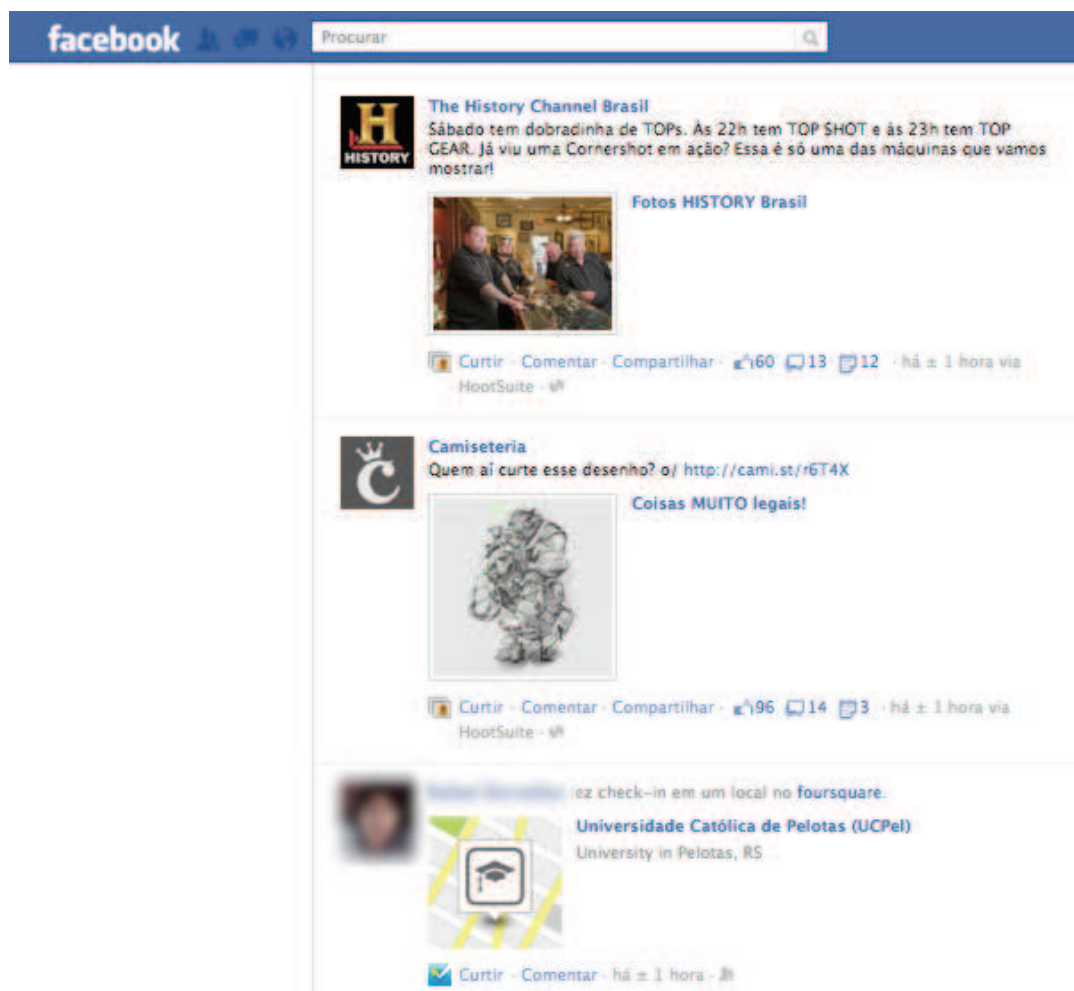 facebook
Procurar
HISTORY
The History Channel Brasil
Sábado tem dobradinha de TOPs. Às 22h tem TOP SHOT e às 23h tem TOP
GEAR. Já viu uma Cornershot em ação? Essa é só uma das máquinas que vamos
mostrar!
Fotos HISTORY Brasil
Curtir · Comentar · Compartilhar · 60 13 12 · há ± 1 hora via
HootSuite ·
Camiseteria
Quem aí curte esse desenho? o/ http://cami.st/r6T4X
Coisas MUITO legais!
Curtir · Comentar · Compartilhar · 96 14 3 · há ± 1 hora via
HootSuite ·
ez check-in em um local no foursquare.
Universidade Católica de Pelotas (UCPel)
University in Pelotas, RS
Curtir · Comentar · há ± 1 hora ·